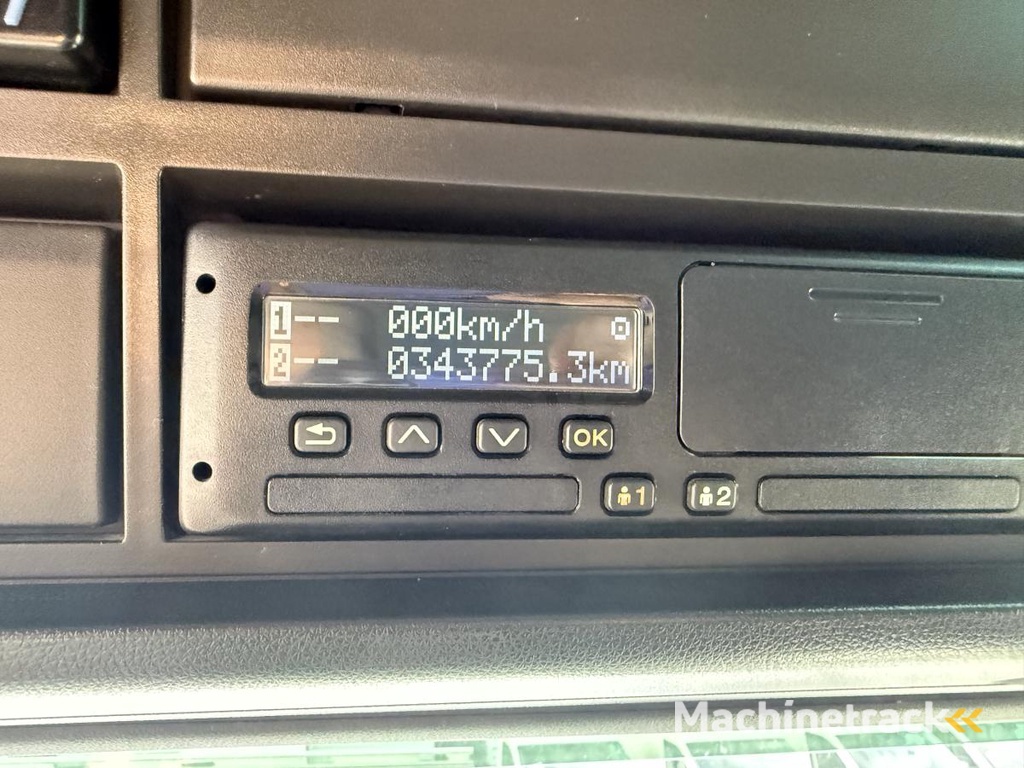 1 -- 000km/h
2 -- 0343775.3km
OK
1 2
Machinetrack